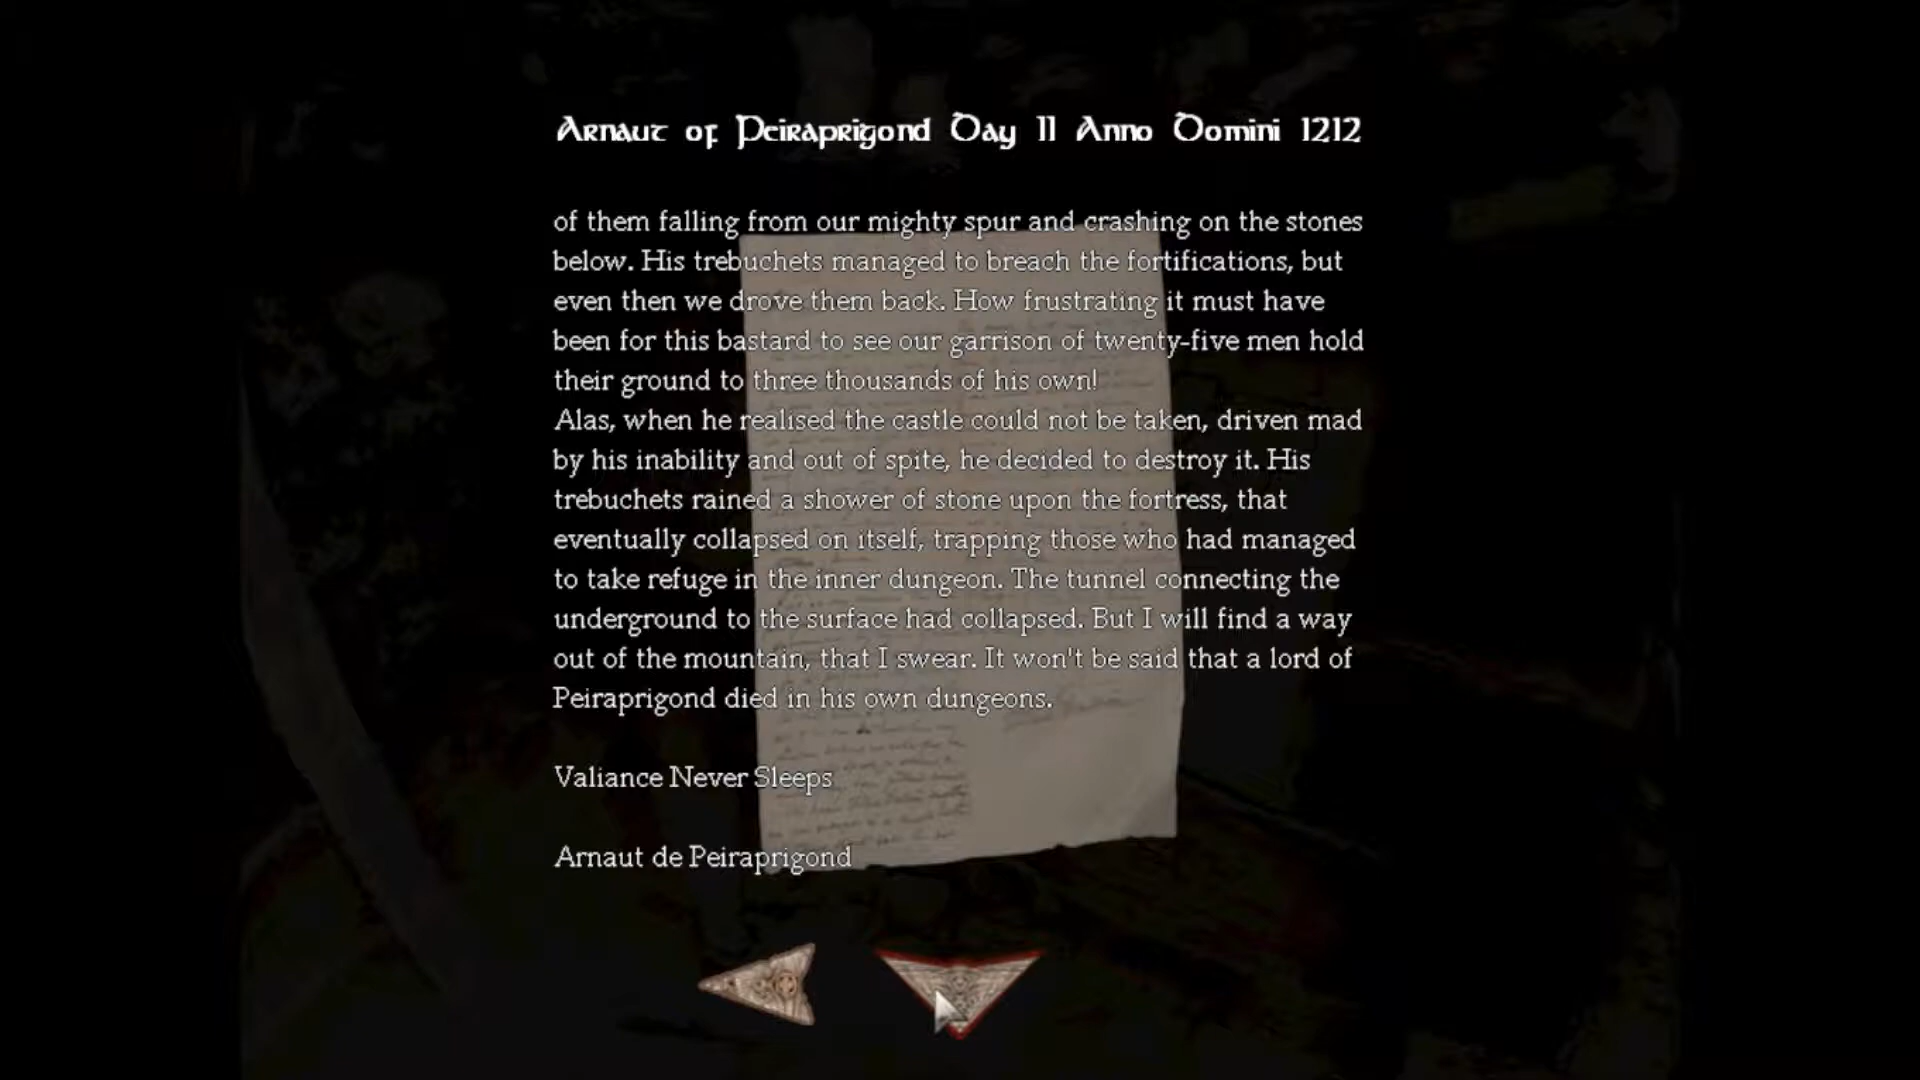 Arnaut of Peiraprigond Day II Anno Domini 1212
of them falling from our mighty spur and crashing on the stones
below. His trebuchets managed to breach the fortifications, but
even then we drove them back. How frustrating it must have
been for this bastard to see our garrison of twenty-five men hold
their ground to three thousands of his own!
Alas, when he realised the castle could not be taken, driven mad
by his inability and out of spite, he decided to destroy it. His
trebuchets rained a shower of stone upon the fortress, that
eventually collapsed on itself, trapping those who had managed
to take refuge in the inner dungeon. The tunnel connecting the
underground to the surface had collapsed. But I will find a way
out of the mountain, that I swear. It won't be said that a lord of
Peiraprigond died in his own dungeons.
Valiance Never Sleeps
Arnaut de Peiraprigond